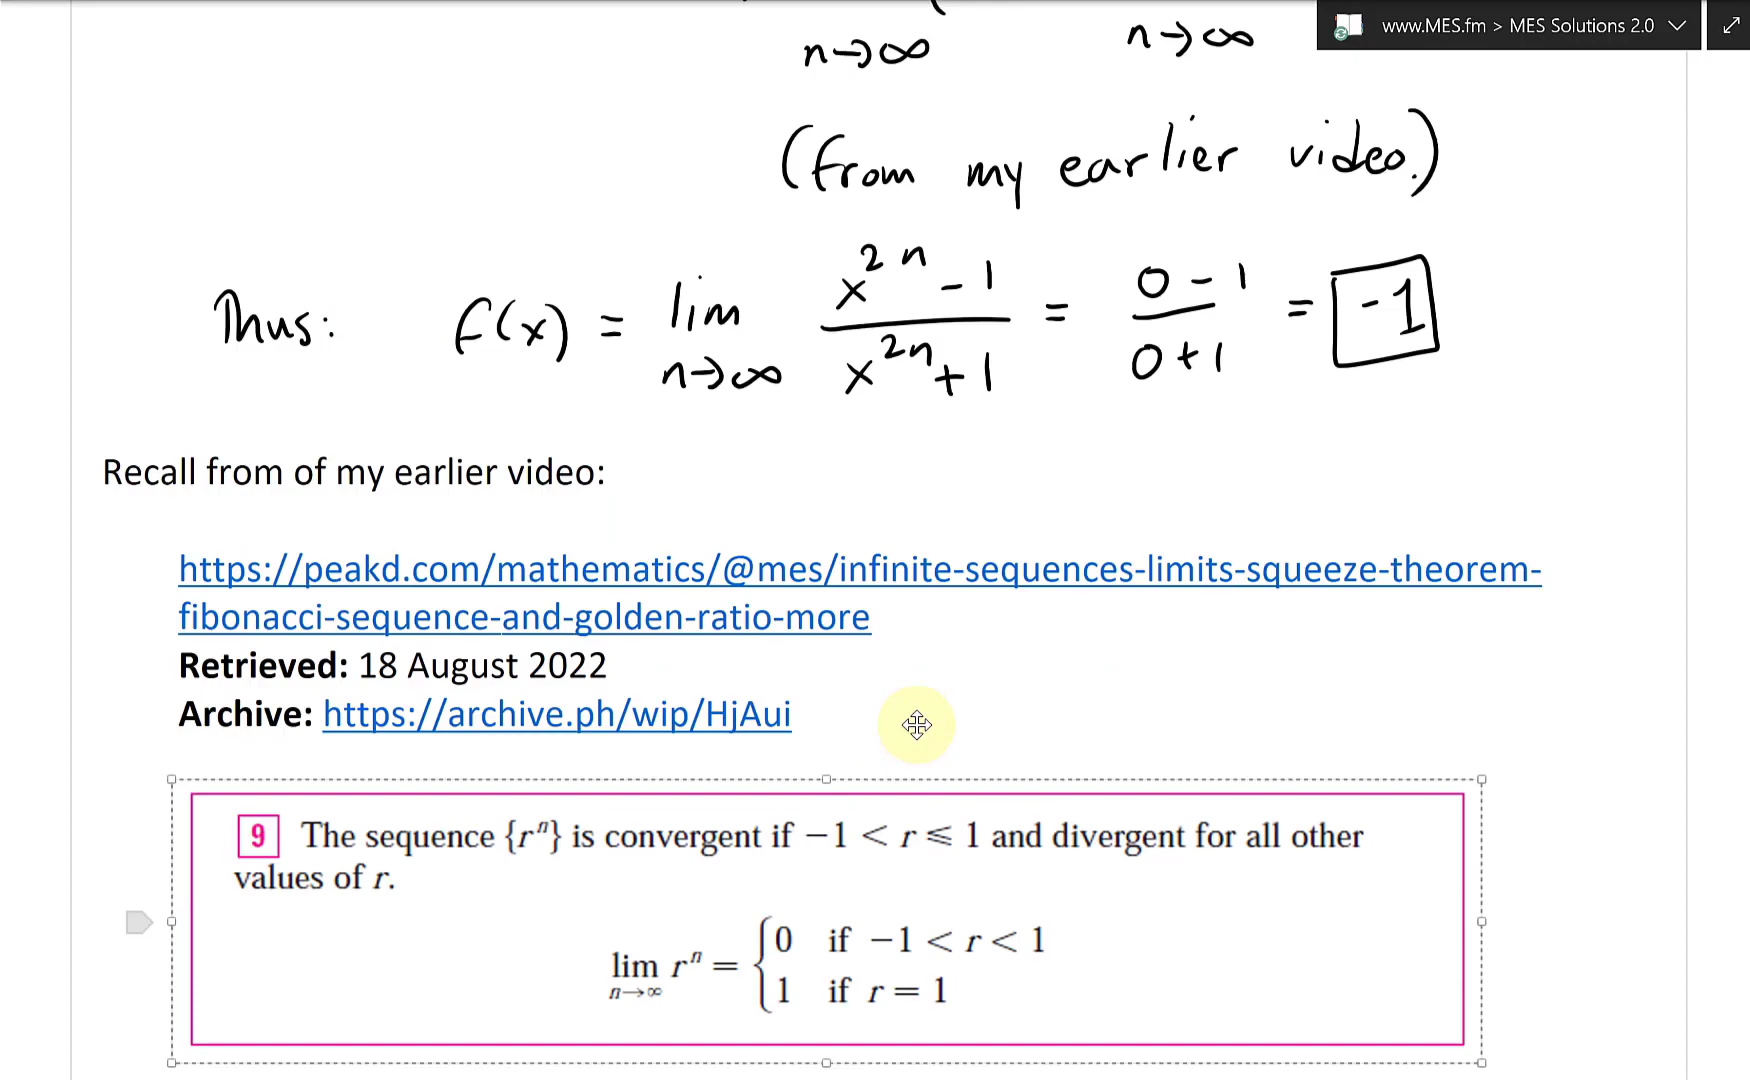 www.MES.fm > MES Solutions 2.0
n→∞ n→∞
(from my earlier video.)
Thus: f(x) = lim n→∞ (x^2n - 1)/(x^2n + 1) = (0 - 1)/(0 + 1) = -1
Recall from of my earlier video:
https://peakd.com/mathematics/@mes/infinite-sequences-limits-squeeze-theorem-
fibonacci-sequence-and-golden-ratio-more
Retrieved: 18 August 2022
Archive: https://archive.ph/wip/HjAui
9 The sequence {rⁿ} is convergent if −1 < r ⩽ 1 and divergent for all other
values of r.
lim n→∞ rⁿ = { 0 if −1 < r < 1
1 if r = 1